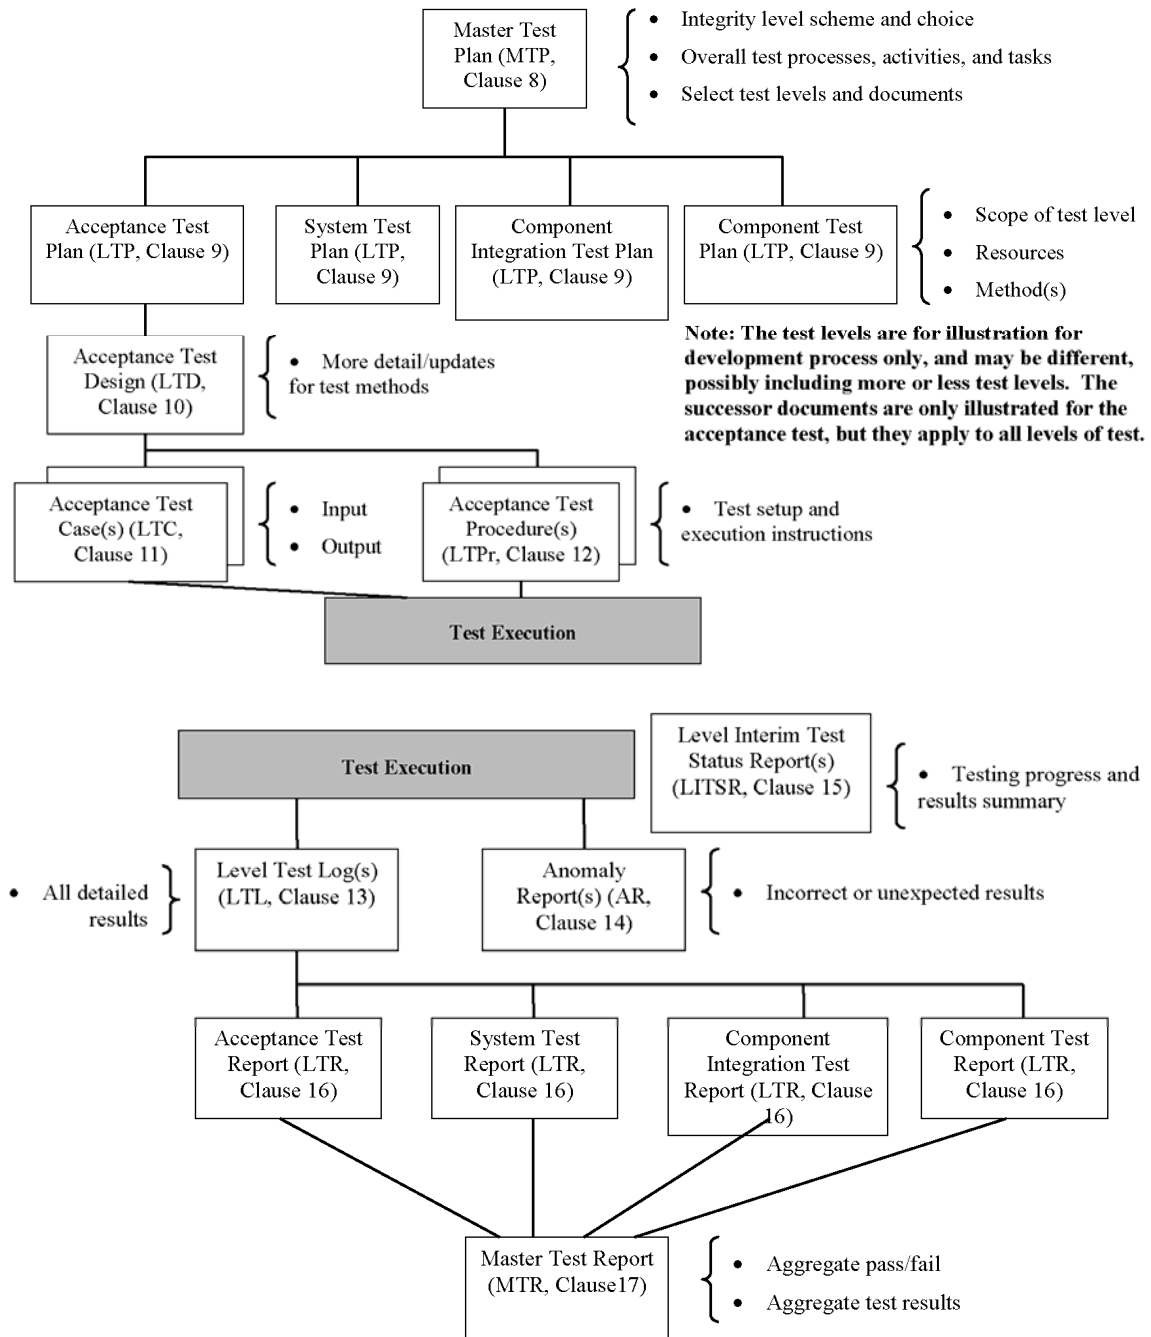 Master Test
Plan (MTP,
Clause 8)
• Integrity level scheme and choice
• Overall test processes, activities, and tasks
• Select test levels and documents
Acceptance Test
Plan (LTP, Clause 9)
System Test
Plan (LTP,
Clause 9)
Component
Integration Test Plan
(LTP, Clause 9)
Component Test
Plan (LTP, Clause 9)
• Scope of test level
• Resources
• Method(s)
Note: The test levels are for illustration for
development process only, and may be different,
possibly including more or less test levels. The
successor documents are only illustrated for the
acceptance test, but they apply to all levels of test.
Acceptance Test
Design (LTD,
Clause 10)
• More detail/updates
for test methods
Acceptance Test
Case(s) (LTC,
Clause 11)
• Input
• Output
Acceptance Test
Procedure(s)
(LTPr, Clause 12)
• Test setup and
execution instructions
Test Execution
Test Execution
Level Interim Test
Status Report(s)
(LITSR, Clause 15)
• Testing progress and
results summary
• All detailed
results
Level Test Log(s)
(LTL, Clause 13)
Anomaly
Report(s) (AR,
Clause 14)
• Incorrect or unexpected results
Acceptance Test
Report (LTR,
Clause 16)
System Test
Report (LTR,
Clause 16)
Component
Integration Test
Report (LTR, Clause
16)
Component Test
Report (LTR,
Clause 16)
Master Test Report
(MTR, Clause17)
• Aggregate pass/fail
• Aggregate test results